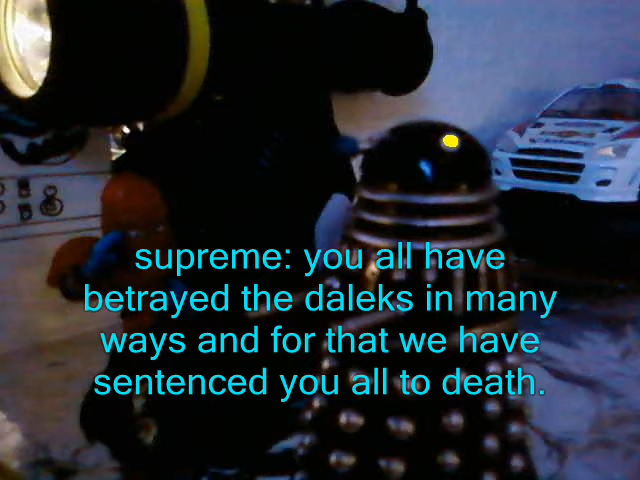 supreme: you all have
betrayed the daleks in many
ways and for that we have
sentenced you all to death.